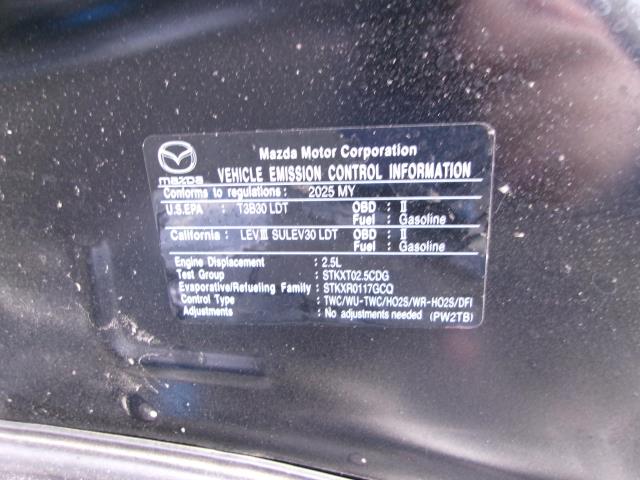 mazda
Mazda Motor Corporation
VEHICLE EMISSION CONTROL INFORMATION
Conforms to regulations : 2025 MY
U.S.EPA : T3B30 LDT OBD : II
Fuel : Gasoline
California : LEVIII SULEV30 LDT OBD : II
Fuel : Gasoline
Engine Displacement : 2.5L
Test Group : STKXT02.5CDG
Evaporative/Refueling Family : STKXR0117GCQ
Control Type : TWC/WU-TWC/HO2S/WR-HO2S/DFI
Adjustments : No adjustments needed (PW2TB)